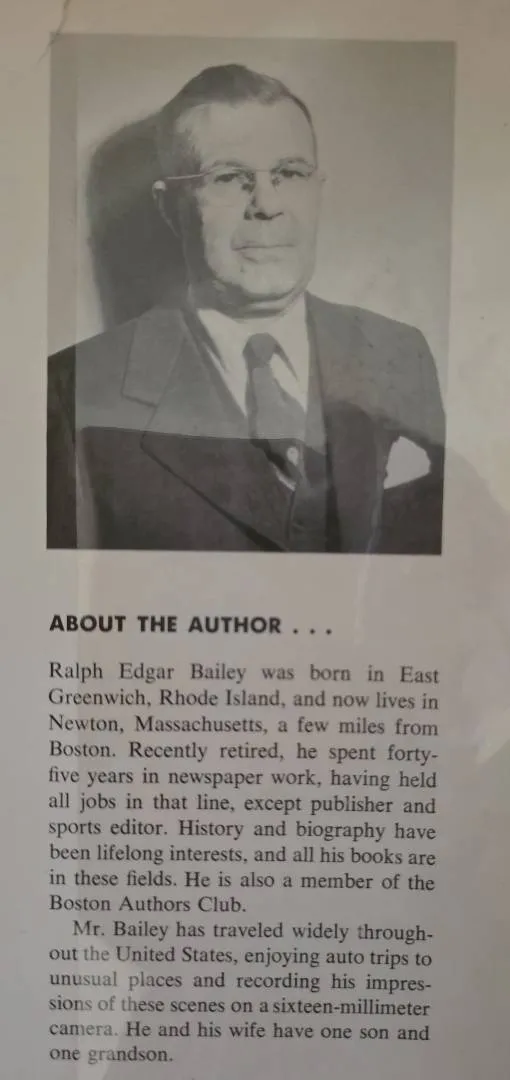 ABOUT THE AUTHOR . . .
Ralph Edgar Bailey was born in East
Greenwich, Rhode Island, and now lives in
Newton, Massachusetts, a few miles from
Boston. Recently retired, he spent forty-
five years in newspaper work, having held
all jobs in that line, except publisher and
sports editor. History and biography have
been lifelong interests, and all his books are
in these fields. He is also a member of the
Boston Authors Club.
Mr. Bailey has traveled widely through-
out the United States, enjoying auto trips to
unusual places and recording his impres-
sions of these scenes on a sixteen-millimeter
camera. He and his wife have one son and
one grandson.